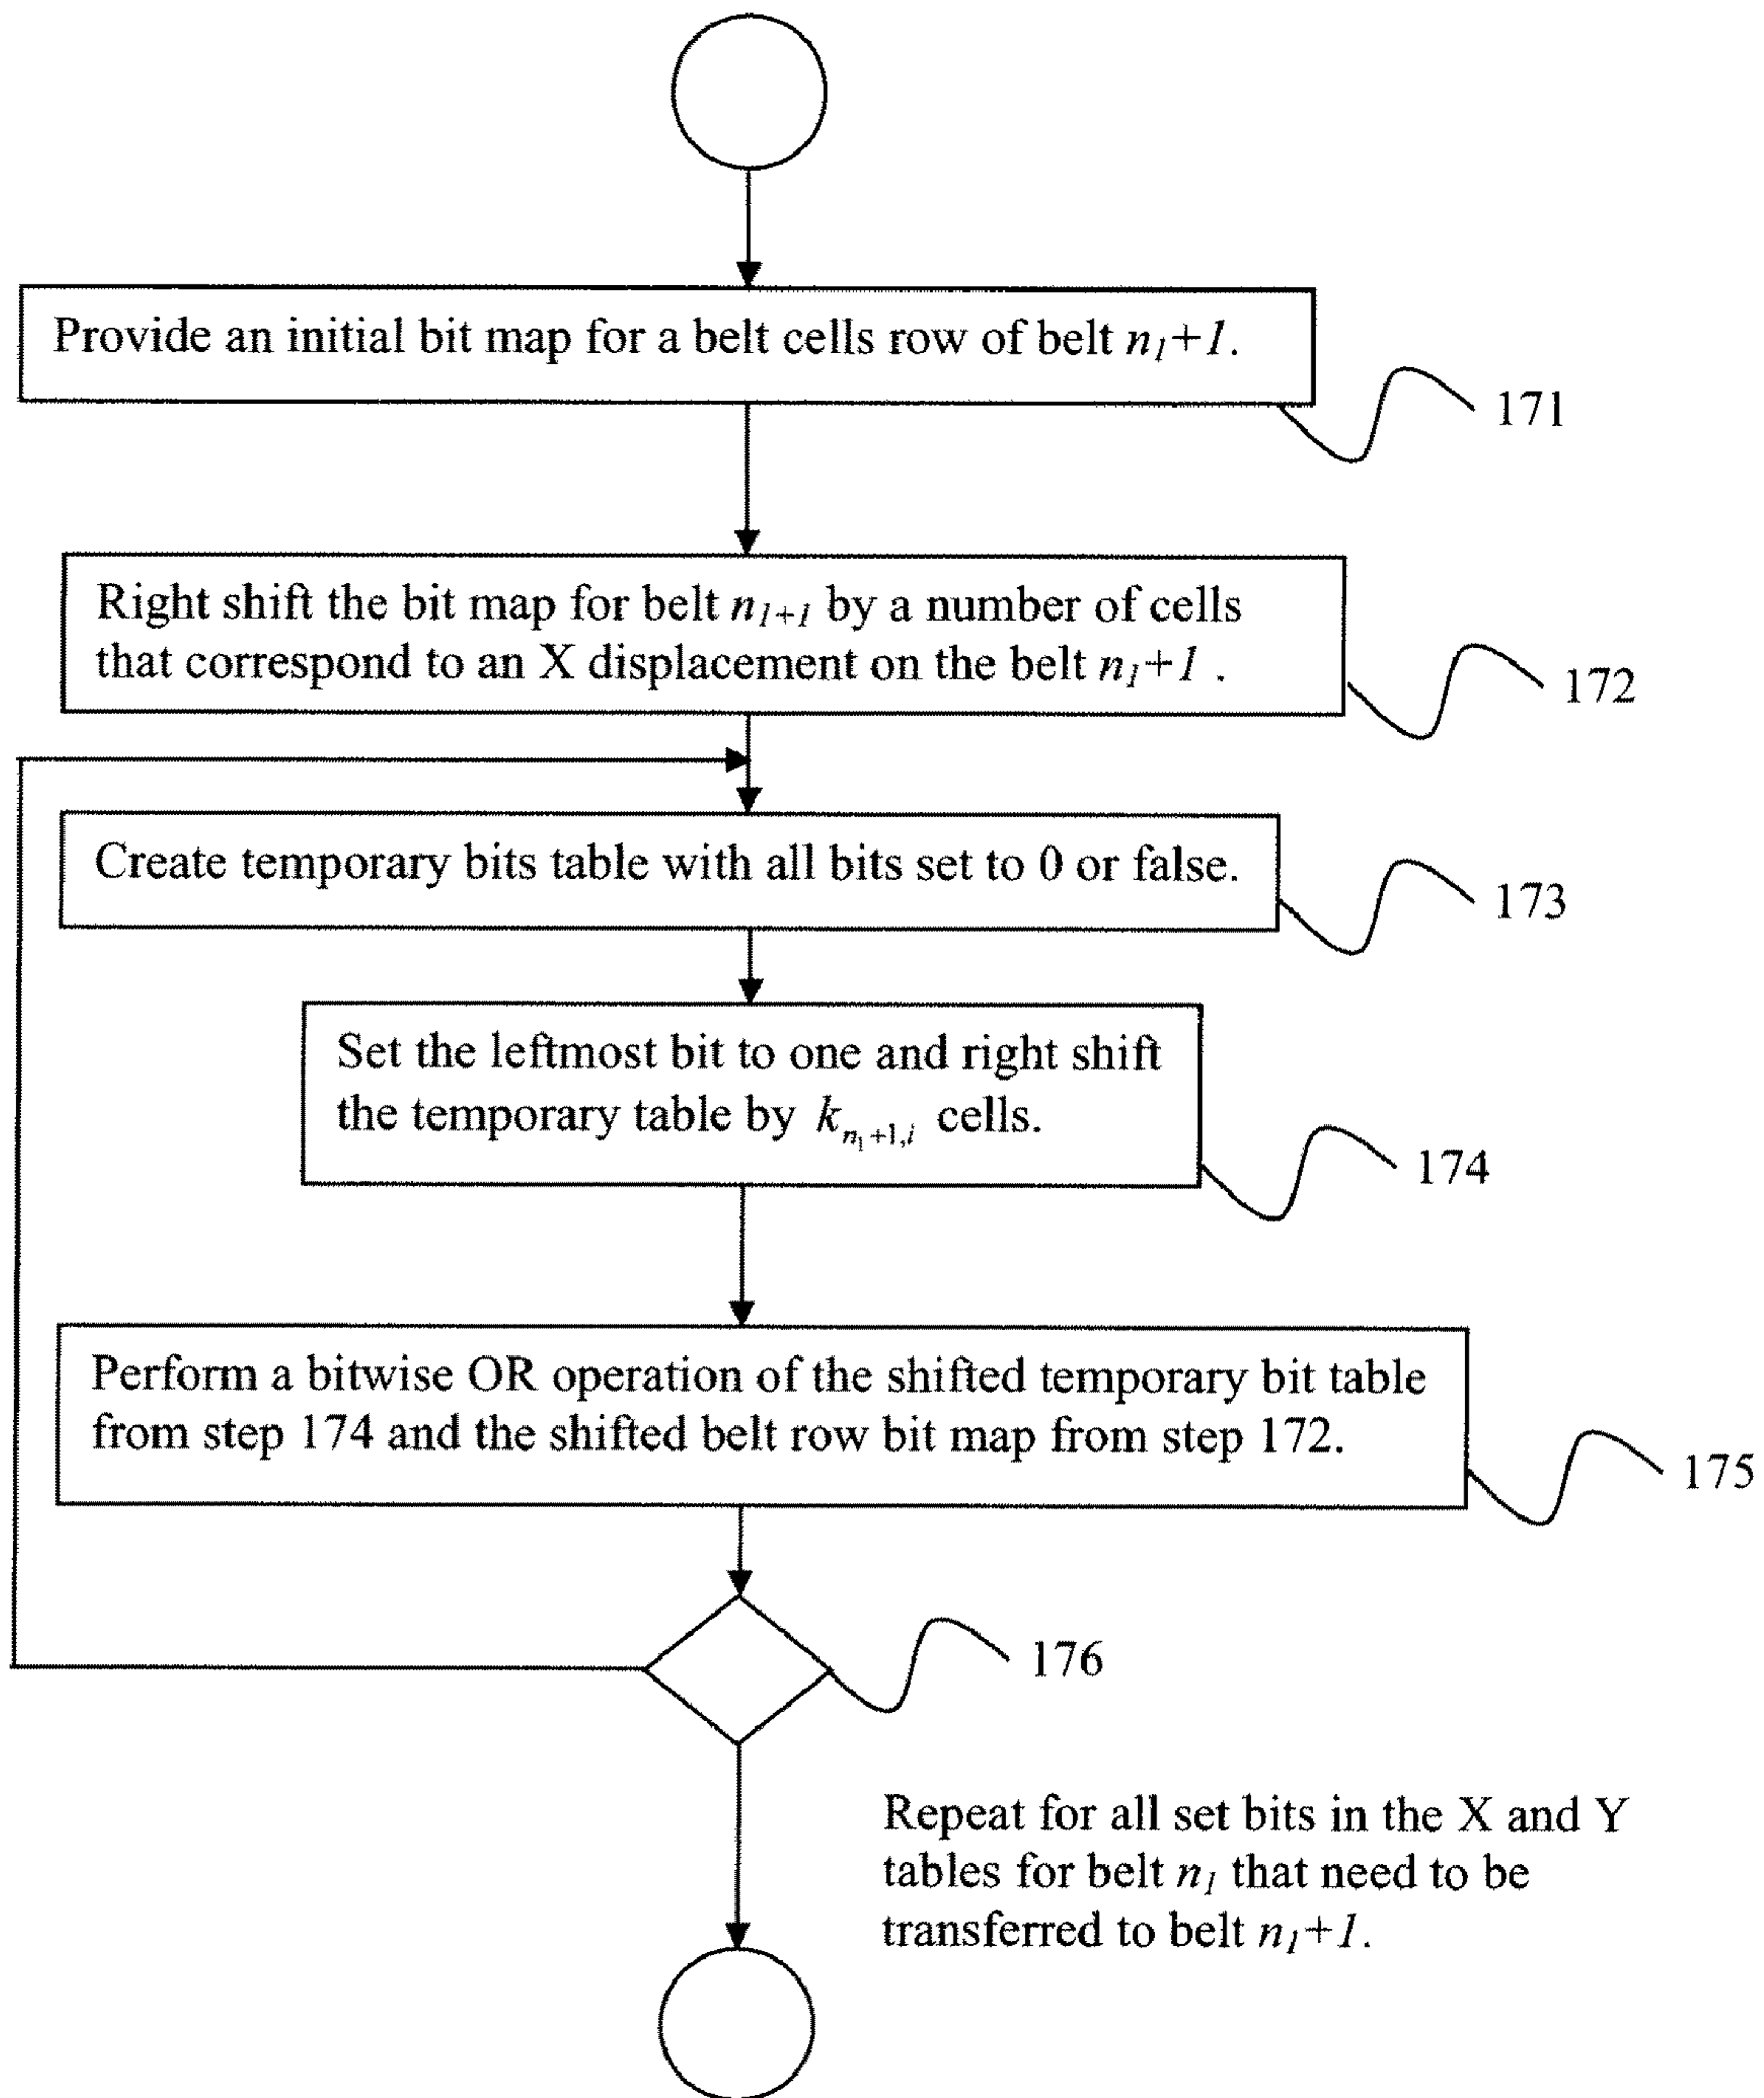 Provide an initial bit map for a belt cells row of belt n₁+1.
171
Right shift the bit map for belt n₁₊₁ by a number of cells
that correspond to an X displacement on the belt n₁+1 .
172
Create temporary bits table with all bits set to 0 or false.
173
Set the leftmost bit to one and right shift
the temporary table by k_{n₁+1,i} cells.
174
Perform a bitwise OR operation of the shifted temporary bit table
from step 174 and the shifted belt row bit map from step 172.
175
176
Repeat for all set bits in the X and Y
tables for belt n₁ that need to be
transferred to belt n₁+1.